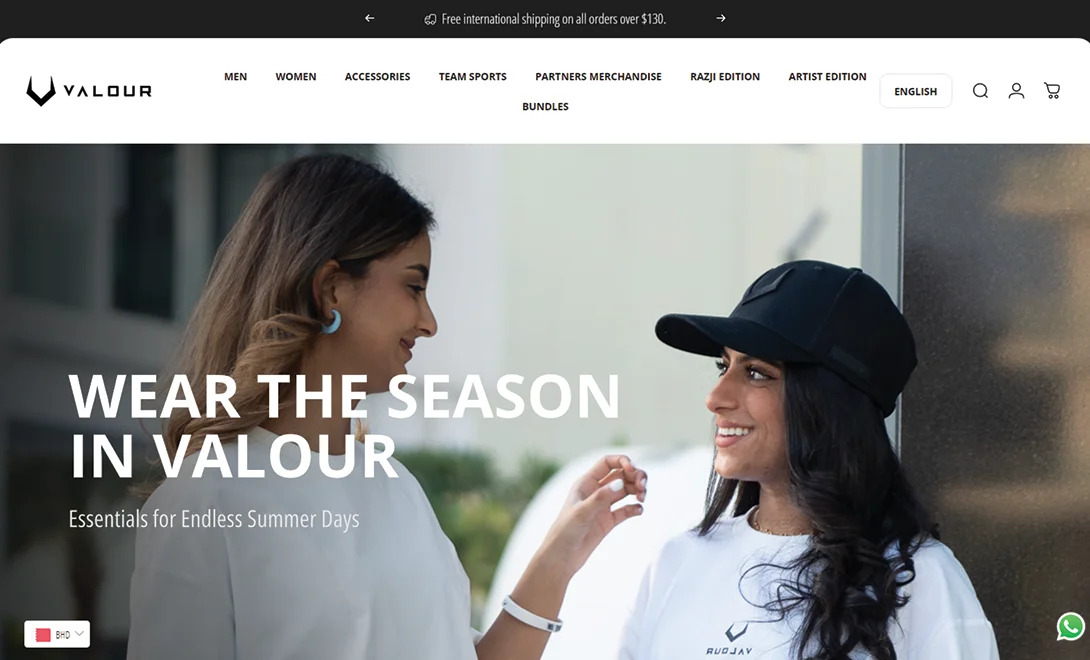 Free international shipping on all orders over $130.
VALOUR
MEN WOMEN ACCESSORIES TEAM SPORTS PARTNERS MERCHANDISE RAZJI EDITION ARTIST EDITION
BUNDLES
ENGLISH
WEAR THE SEASON
IN VALOUR
Essentials for Endless Summer Days
BHD